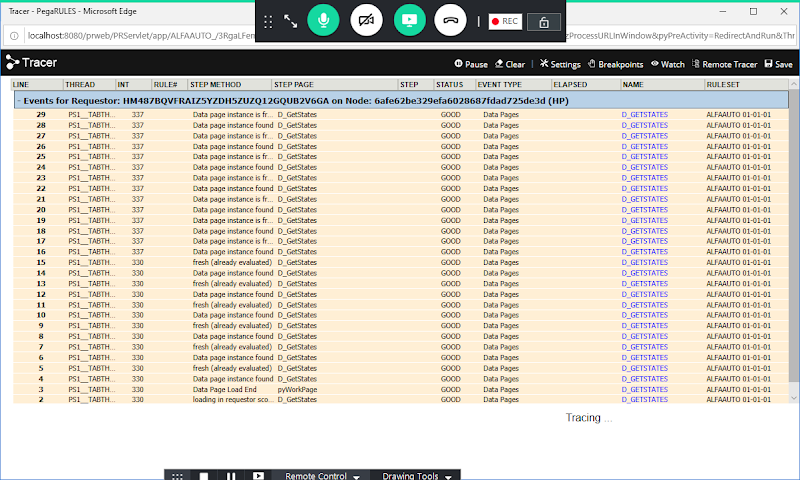 Tracer - PegaRULES - Microsoft Edge
localhost:8080/prweb/PRServlet/app/ALFAAUTO_/3RgaLFem zProcessURLInWindow&pyPreActivity=RedirectAndRun&Thr
REC
Tracer Pause Clear Settings Breakpoints Watch Remote Tracer Save
LINE THREAD INT RULE# STEP METHOD STEP PAGE STEP STATUS EVENT TYPE ELAPSED NAME RULESET
- Events for Requestor: HM487BQVFRAIZ5YZDH5ZUZQ12GQUB2V6GA on Node: 6afe62be329efa6028687fdad725de3d (HP)
29 PS1__TABTH... 337 Data page instance is fr... D_GetStates GOOD Data Pages D_GETSTATES ALFAAUTO 01-01-01
28 PS1__TABTH... 337 Data page instance found D_GetStates GOOD Data Pages D_GETSTATES ALFAAUTO 01-01-01
27 PS1__TABTH... 337 Data page instance is fr... D_GetStates GOOD Data Pages D_GETSTATES ALFAAUTO 01-01-01
26 PS1__TABTH... 337 Data page instance found D_GetStates GOOD Data Pages D_GETSTATES ALFAAUTO 01-01-01
25 PS1__TABTH... 337 Data page instance is fr... D_GetStates GOOD Data Pages D_GETSTATES ALFAAUTO 01-01-01
24 PS1__TABTH... 337 Data page instance found D_GetStates GOOD Data Pages D_GETSTATES ALFAAUTO 01-01-01
23 PS1__TABTH... 337 Data page instance is fr... D_GetStates GOOD Data Pages D_GETSTATES ALFAAUTO 01-01-01
22 PS1__TABTH... 337 Data page instance found D_GetStates GOOD Data Pages D_GETSTATES ALFAAUTO 01-01-01
21 PS1__TABTH... 337 Data page instance is fr... D_GetStates GOOD Data Pages D_GETSTATES ALFAAUTO 01-01-01
20 PS1__TABTH... 337 Data page instance found D_GetStates GOOD Data Pages D_GETSTATES ALFAAUTO 01-01-01
19 PS1__TABTH... 337 Data page instance is fr... D_GetStates GOOD Data Pages D_GETSTATES ALFAAUTO 01-01-01
18 PS1__TABTH... 337 Data page instance found D_GetStates GOOD Data Pages D_GETSTATES ALFAAUTO 01-01-01
17 PS1__TABTH... 337 Data page instance is fr... D_GetStates GOOD Data Pages D_GETSTATES ALFAAUTO 01-01-01
16 PS1__TABTH... 337 Data page instance found D_GetStates GOOD Data Pages D_GETSTATES ALFAAUTO 01-01-01
15 PS1__TABTH... 330 fresh (already evaluated) D_GetStates GOOD Data Pages D_GETSTATES ALFAAUTO 01-01-01
14 PS1__TABTH... 330 Data page instance found D_GetStates GOOD Data Pages D_GETSTATES ALFAAUTO 01-01-01
13 PS1__TABTH... 330 fresh (already evaluated) D_GetStates GOOD Data Pages D_GETSTATES ALFAAUTO 01-01-01
12 PS1__TABTH... 330 Data page instance found D_GetStates GOOD Data Pages D_GETSTATES ALFAAUTO 01-01-01
11 PS1__TABTH... 330 fresh (already evaluated) D_GetStates GOOD Data Pages D_GETSTATES ALFAAUTO 01-01-01
10 PS1__TABTH... 330 Data page instance found D_GetStates GOOD Data Pages D_GETSTATES ALFAAUTO 01-01-01
9 PS1__TABTH... 330 fresh (already evaluated) D_GetStates GOOD Data Pages D_GETSTATES ALFAAUTO 01-01-01
8 PS1__TABTH... 330 Data page instance found D_GetStates GOOD Data Pages D_GETSTATES ALFAAUTO 01-01-01
7 PS1__TABTH... 330 fresh (already evaluated) D_GetStates GOOD Data Pages D_GETSTATES ALFAAUTO 01-01-01
6 PS1__TABTH... 330 Data page instance found D_GetStates GOOD Data Pages D_GETSTATES ALFAAUTO 01-01-01
5 PS1__TABTH... 330 fresh (already evaluated) D_GetStates GOOD Data Pages D_GETSTATES ALFAAUTO 01-01-01
4 PS1__TABTH... 330 Data page instance found D_GetStates GOOD Data Pages D_GETSTATES ALFAAUTO 01-01-01
3 PS1__TABTH... 330 Data Page Load End pyWorkPage GOOD Data Pages D_GETSTATES ALFAAUTO 01-01-01
2 PS1__TABTH... 330 loading in requestor sco... D_GetStates GOOD Data Pages D_GETSTATES ALFAAUTO 01-01-01
Tracing ...
Remote Control Drawing Tools